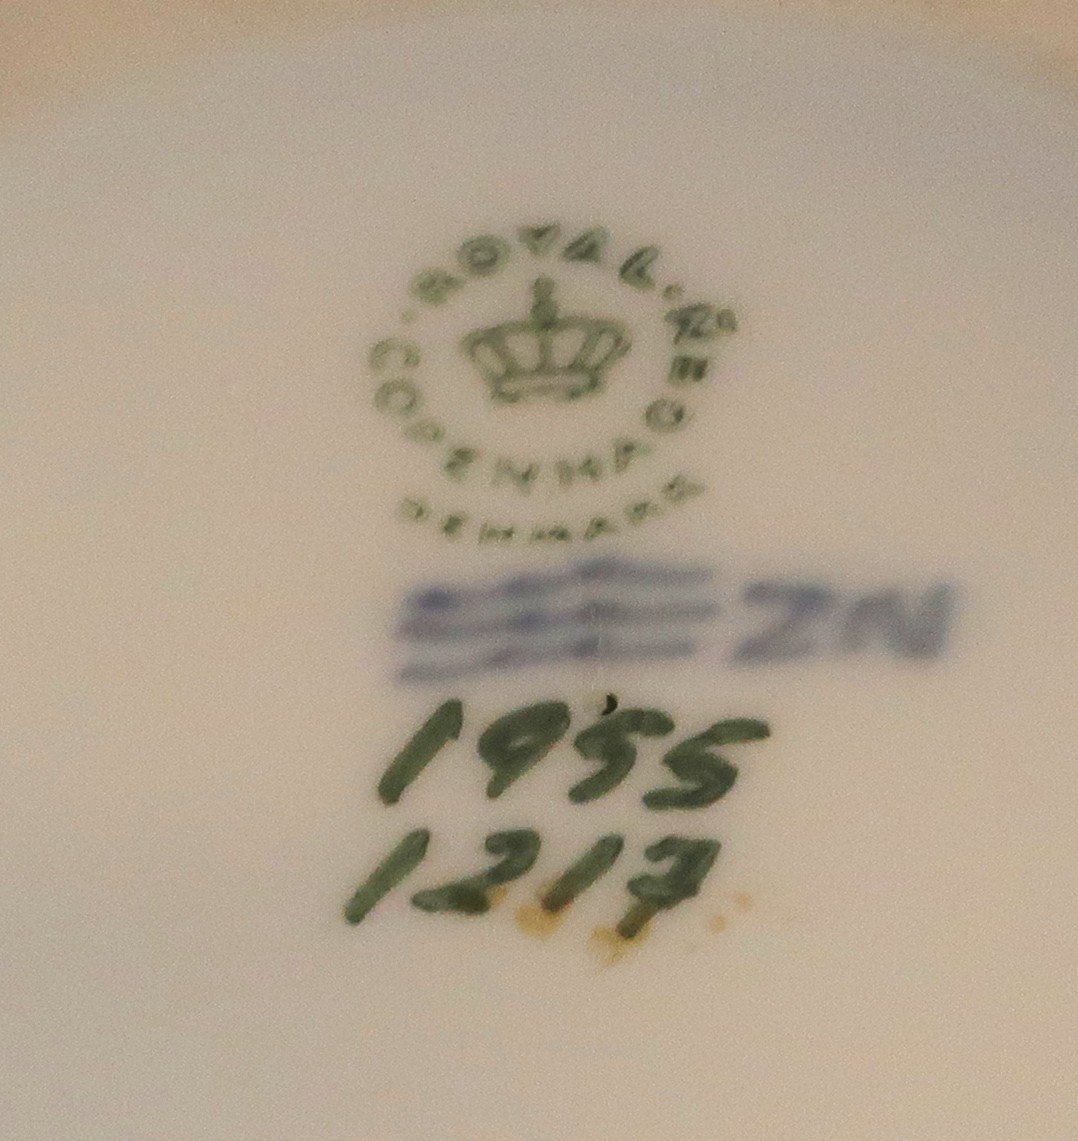 ROYAL
COPENHAGEN
DENMARK
ZN
1955
1217